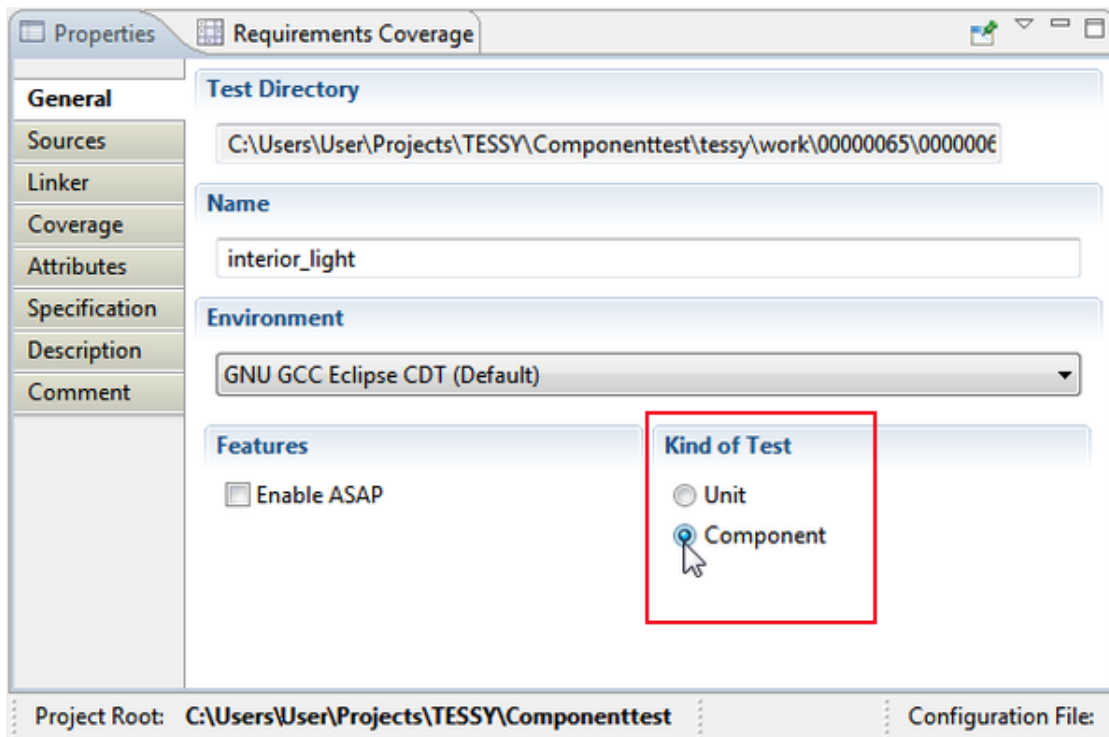 Properties
Requirements Coverage
General
Sources
Linker
Coverage
Attributes
Specification
Description
Comment
Test Directory
C:\Users\User\Projects\TESSY\Componenttest\tessy\work\00000065\0000006
Name
interior_light
Environment
GNU GCC Eclipse CDT (Default)
Features
Enable ASAP
Kind of Test
Unit
Component
Project Root: C:\Users\User\Projects\TESSY\Componenttest
Configuration File: